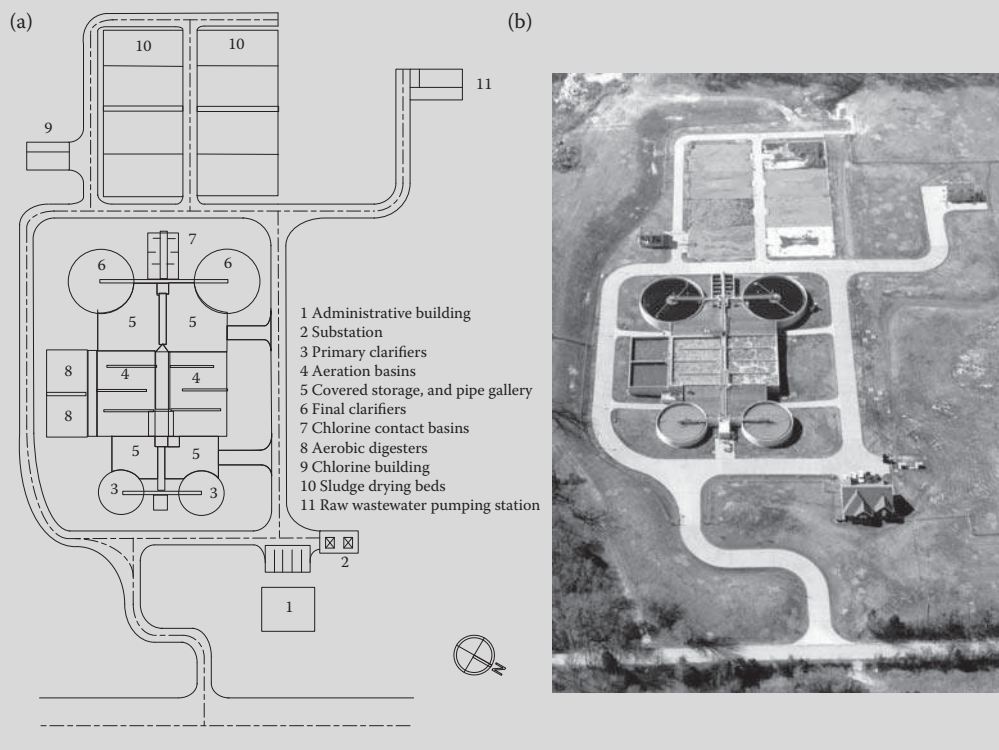 (a)
(b)
10
10
11
9
7
6
6
5
5
8
4
4
8
5
5
3
3
2
1
1 Administrative building
2 Substation
3 Primary clarifiers
4 Aeration basins
5 Covered storage, and pipe gallery
6 Final clarifiers
7 Chlorine contact basins
8 Aerobic digesters
9 Chlorine building
10 Sludge drying beds
11 Raw wastewater pumping station
N